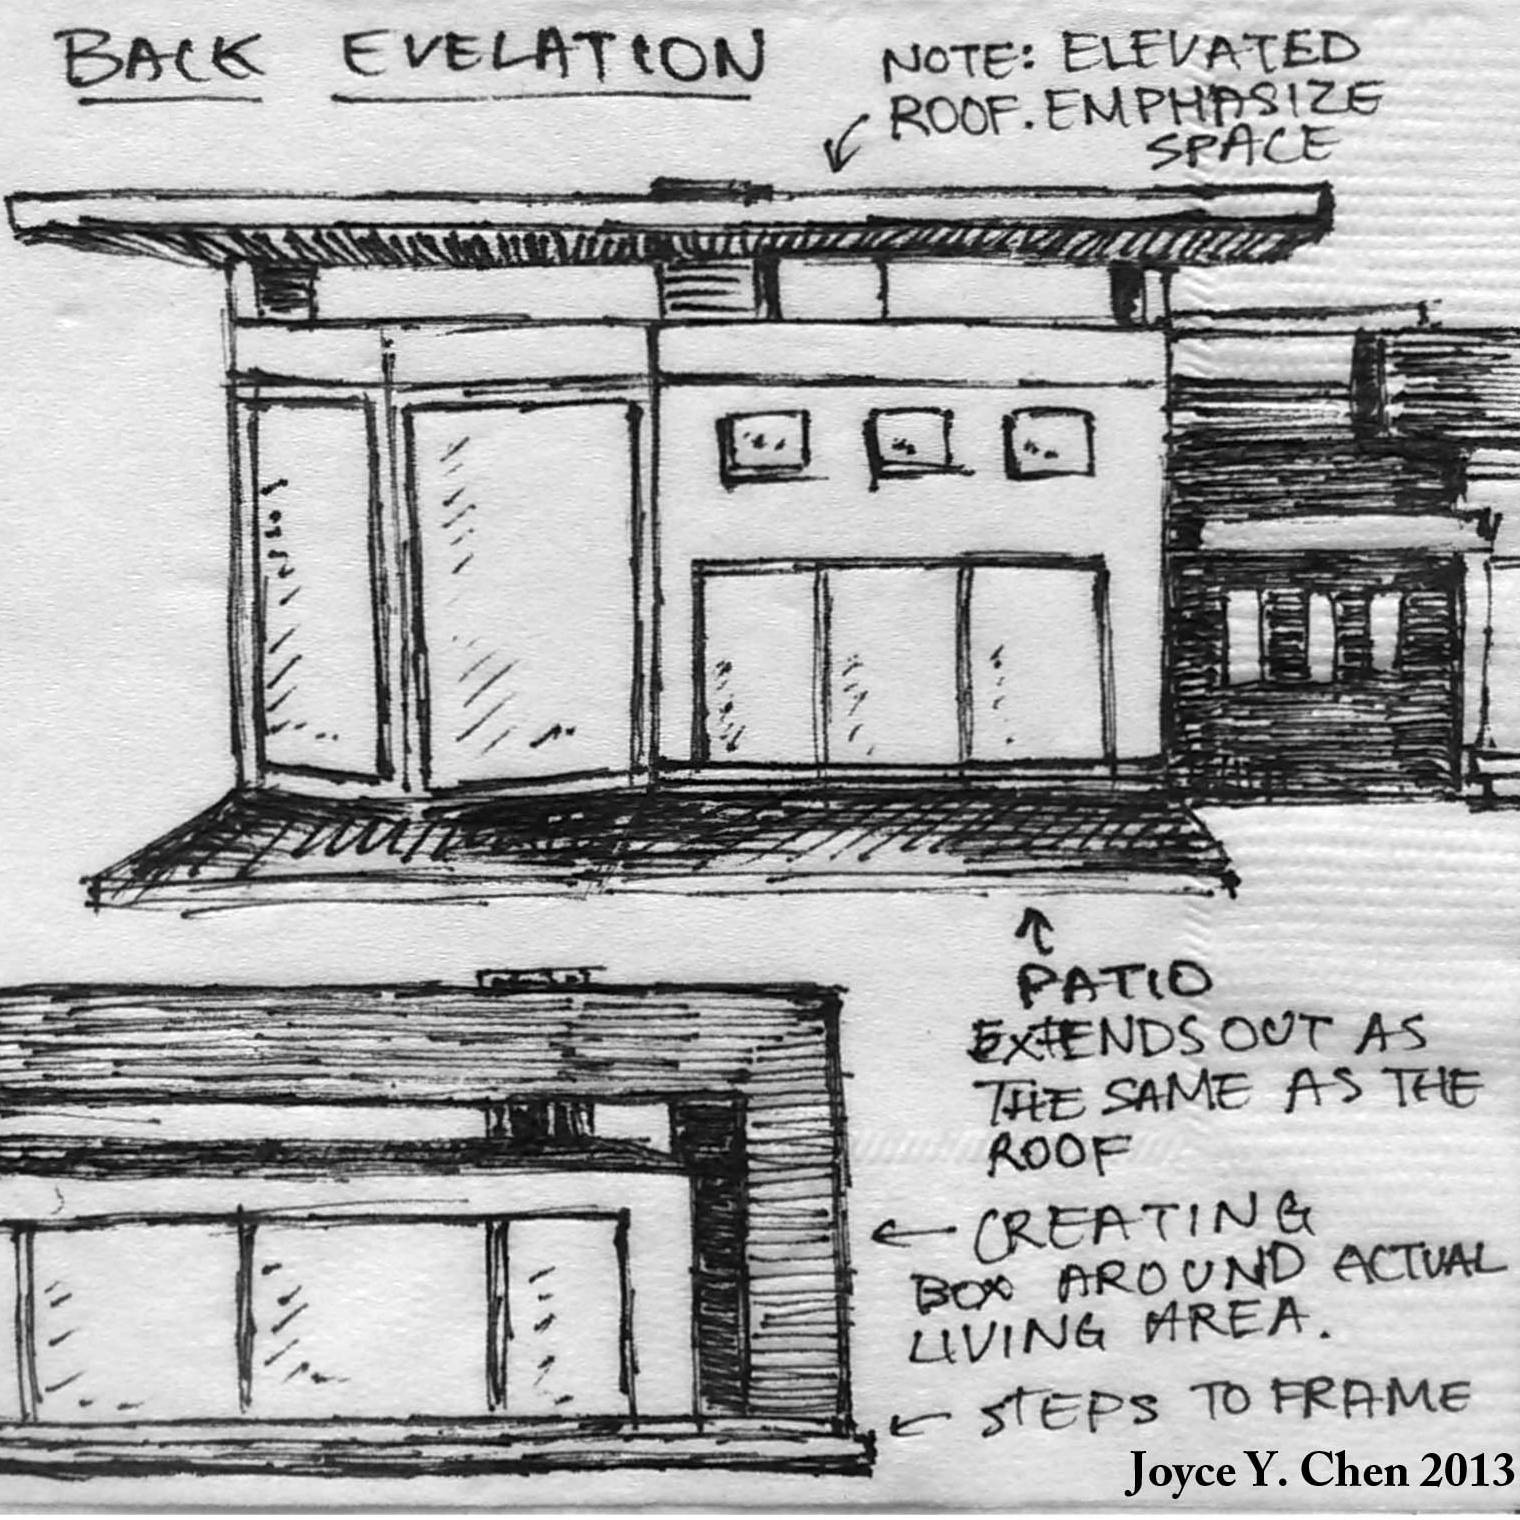 BACK EVELATION
NOTE: ELEVATED
ROOF. EMPHASIZE
SPACE
PATIO
EXTENDS OUT AS
THE SAME AS THE
ROOF
CREATING
BOX AROUND ACTUAL
LIVING AREA.
STEPS TO FRAME
Joyce Y. Chen 2013